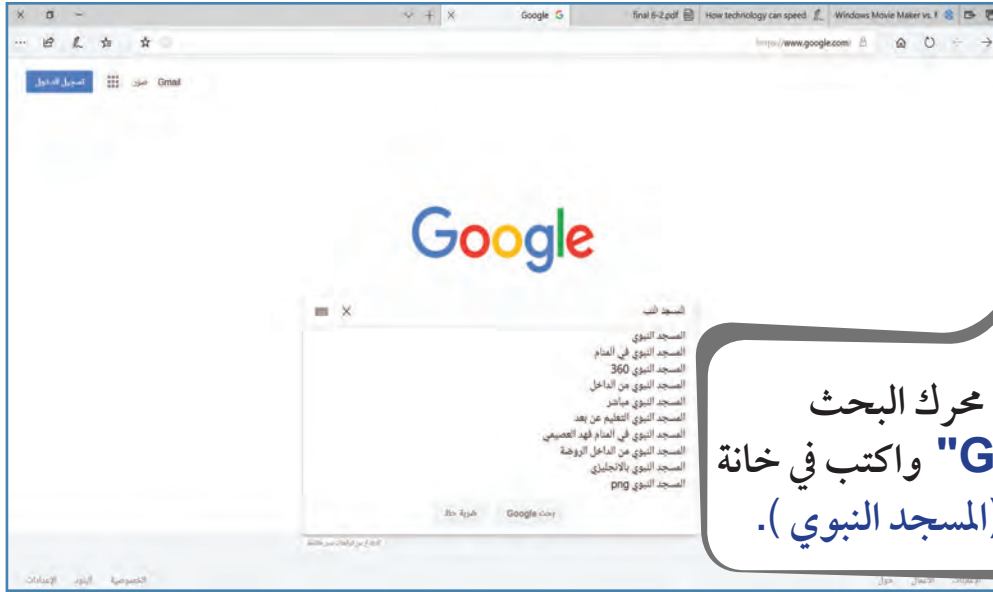 Google
final 6-2.pdf
How technology can speed
Windows Movie Maker vs. f
https://www.google.com/
تسجيل الدخول
صور
Gmail
Google
المسجد النب
المسجد النبوي
المسجد النبوي في المنام
المسجد النبوي 360
المسجد النبوي من الداخل
المسجد النبوي مباشر
المسجد النبوي التعليم عن بعد
المسجد النبوي في المنام فهد العصيمي
المسجد النبوي من الداخل الروضة
المسجد النبوي بالانجليزي
المسجد النبوي png
بحث Google
ضربة حظ
محرك البحث
G" واكتب في خانة
(المسجد النبوي ).
الإعلانات
الأعمال
حول
الخصوصية
البنود
الإعدادات